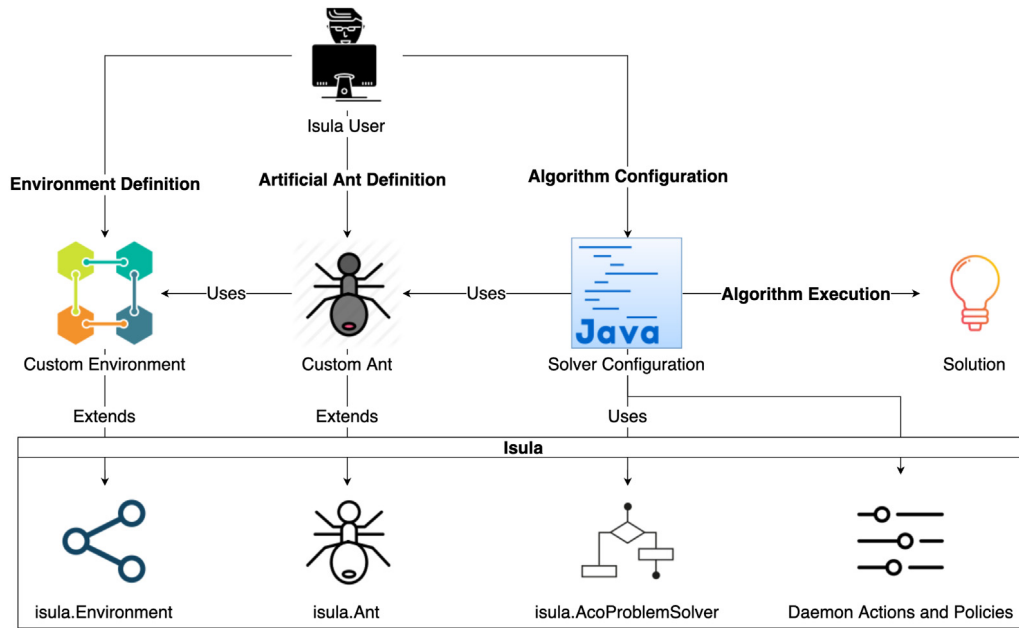 Isula User
Environment Definition
Artificial Ant Definition
Algorithm Configuration
Uses
Uses
Algorithm Execution
Java
Custom Environment
Custom Ant
Solver Configuration
Solution
Extends
Extends
Uses
Isula
isula.Environment
isula.Ant
isula.AcoProblemSolver
Daemon Actions and Policies